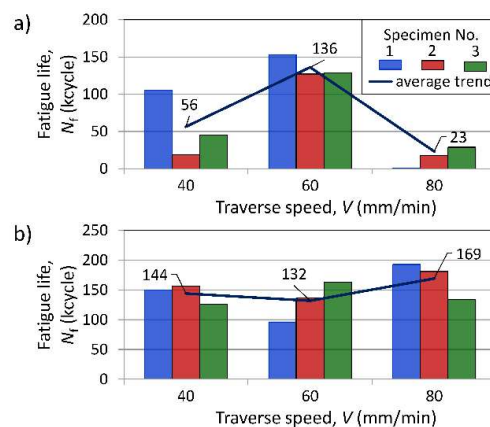 a)
200
150
100
50
0
Fatigue life,
Nf (kcycle)
Specimen No.
1 2 3
average trend
56
136
23
40 60 80
Traverse speed, V (mm/min)
b)
250
200
150
100
50
0
Fatigue life,
Nf (kcycle)
144
132
169
40 60 80
Traverse speed, V (mm/min)